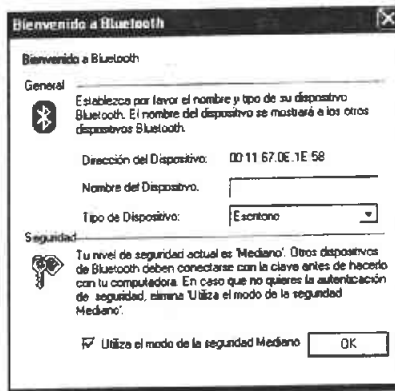 Bienvenido a Bluetooth
Bienvenido a Bluetooth
General
Establezca por favor el nombre y tipo de su dispositivo
Bluetooth. El nombre del dispositivo se mostrará a los otros
dispositivos Bluetooth.
Dirección del Dispositivo: 00:11:67:0E:1E:58
Nombre del Dispositivo.
Tipo de Dispositivo: Escritorio
Seguridad
Tu nivel de seguridad actual es 'Mediano'. Otros dispositivos
de Bluetooth deben conectarse con la clave antes de hacerlo
con tu computadora. En caso que no quieres la autenticación
de seguridad, elimina 'Utiliza el modo de la seguridad
Mediano'.
Utiliza el modo de la seguridad Mediano OK